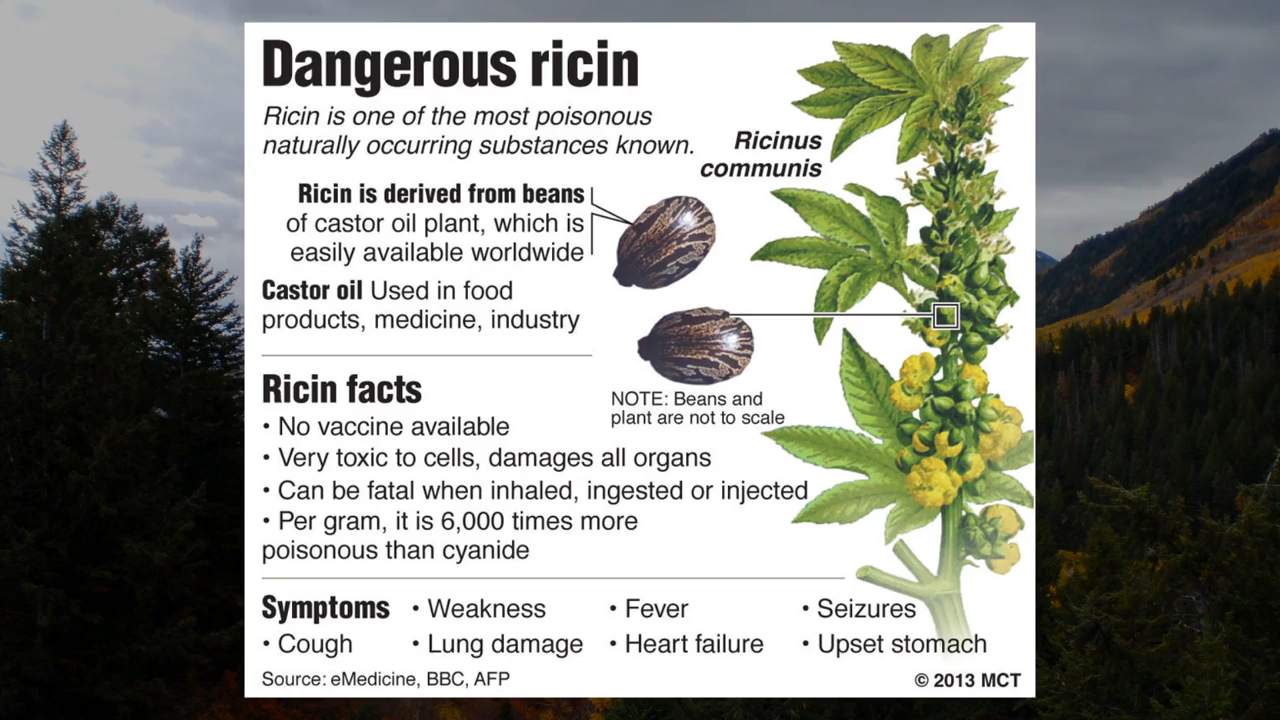 Dangerous ricin
Ricin is one of the most poisonous
naturally occurring substances known.
Ricinus
communis
Ricin is derived from beans
of castor oil plant, which is
easily available worldwide
Castor oil Used in food
products, medicine, industry
NOTE: Beans and
plant are not to scale
Ricin facts
• No vaccine available
• Very toxic to cells, damages all organs
• Can be fatal when inhaled, ingested or injected
• Per gram, it is 6,000 times more
poisonous than cyanide
Symptoms • Weakness • Fever • Seizures
• Cough • Lung damage • Heart failure • Upset stomach
Source: eMedicine, BBC, AFP
© 2013 MCT